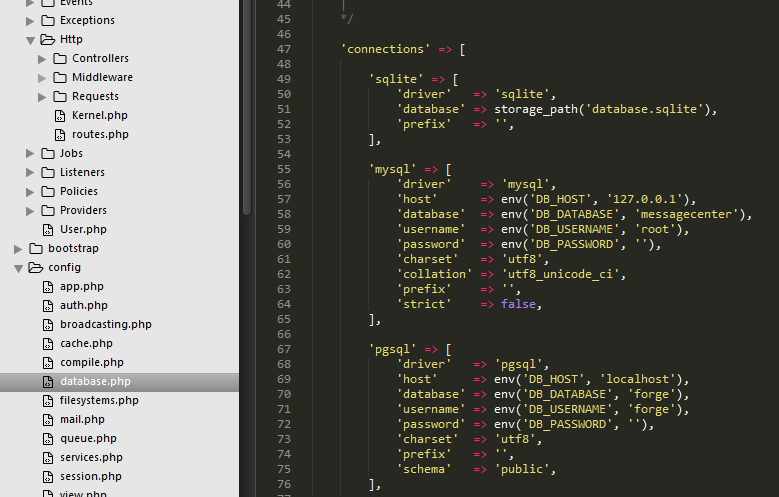 Events
Exceptions
Http
Controllers
Middleware
Requests
Kernel.php
routes.php
Jobs
Listeners
Policies
Providers
User.php
bootstrap
config
app.php
auth.php
broadcasting.php
cache.php
compile.php
database.php
filesystems.php
mail.php
queue.php
services.php
session.php
view.php
44 |
45 */
46
47 'connections' => [
48
49 'sqlite' => [
50 'driver' => 'sqlite',
51 'database' => storage_path('database.sqlite'),
52 'prefix' => '',
53 ],
54
55 'mysql' => [
56 'driver' => 'mysql',
57 'host' => env('DB_HOST', '127.0.0.1'),
58 'database' => env('DB_DATABASE', 'messagecenter'),
59 'username' => env('DB_USERNAME', 'root'),
60 'password' => env('DB_PASSWORD', ''),
61 'charset' => 'utf8',
62 'collation' => 'utf8_unicode_ci',
63 'prefix' => '',
64 'strict' => false,
65 ],
66
67 'pgsql' => [
68 'driver' => 'pgsql',
69 'host' => env('DB_HOST', 'localhost'),
70 'database' => env('DB_DATABASE', 'forge'),
71 'username' => env('DB_USERNAME', 'forge'),
72 'password' => env('DB_PASSWORD', ''),
73 'charset' => 'utf8',
74 'prefix' => '',
75 'schema' => 'public',
76 ],
77